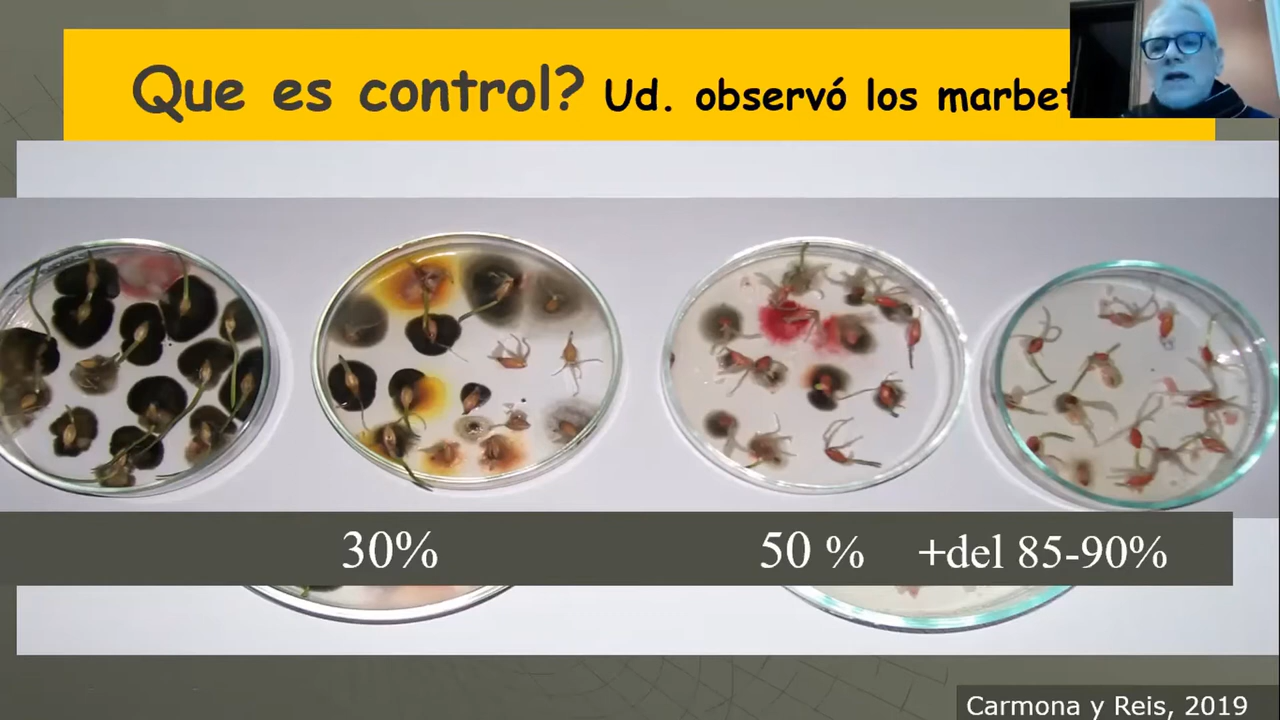 Que es control? Ud. observó los
30% 50 % +del 85-90%
Carmona y Reis, 2019